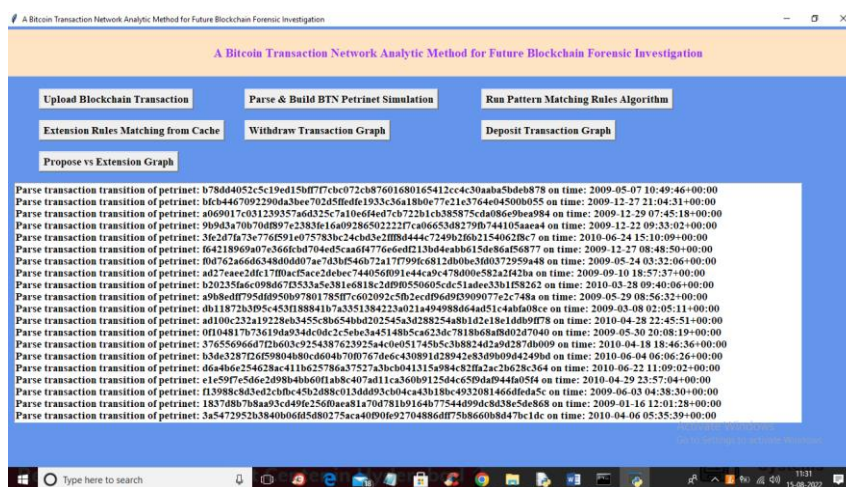 A Bitcoin Transaction Network Analytic Method for Future Blockchain Forensic Investigation
A Bitcoin Transaction Network Analytic Method for Future Blockchain Forensic Investigation
Upload Blockchain Transaction
Parse & Build BTN Petrinet Simulation
Run Pattern Matching Rules Algorithm
Extension Rules Matching from Cache
Withdraw Transaction Graph
Deposit Transaction Graph
Propose vs Extension Graph
Parse transaction transition of petrinet: b78dd4052c5c19ed15bff7f7cbc072cb87601680165412cc4c30aaba5bdeb878 on time: 2009-05-07 10:49:46+00:00
Parse transaction transition of petrinet: bfcb4467092290da3bee702d5ffedfe1933c36a18b0e77e21e3764e04500b055 on time: 2009-12-27 21:04:31+00:00
Parse transaction transition of petrinet: a069017c031239357a6d325c7a10e6f4ed7cb722b1cb385875cda086e9bea984 on time: 2009-12-29 07:45:18+00:00
Parse transaction transition of petrinet: 9b9d3a70b70df897e2383fe16a09286502222f7ca06653d8279fb744105aaea4 on time: 2009-12-22 09:33:02+00:00
Parse transaction transition of petrinet: 3fe2d7fa73e776f591e075783bc24cbd3e2fff8d444c7249b2f6b2154062f8c7 on time: 2010-06-24 15:10:09+00:00
Parse transaction transition of petrinet: f64218969a07e366fcbd704ed5caa6f4776e6edf213bd4eabb615de86af56877 on time: 2009-12-27 08:48:50+00:00
Parse transaction transition of petrinet: f0d762a66d6348d0dd07ae7d3bf546b72a17f799fc6812db0be3fd0372959a48 on time: 2009-05-24 03:32:06+00:00
Parse transaction transition of petrinet: ad27eaee2dfc17ff0acf5ace2debec744056f091e44ca9c478d00e582a2f42ba on time: 2009-09-10 18:57:37+00:00
Parse transaction transition of petrinet: b20235fa6c098d67f3533a5e381e6818c2df9f0550605cdc51adee33b1f58262 on time: 2010-03-28 09:40:06+00:00
Parse transaction transition of petrinet: a9b8edff795dfd950b97801785ff7c602092c5fb2ecdf96d9f3909077e2c748a on time: 2009-05-29 08:56:32+00:00
Parse transaction transition of petrinet: db11872b3f95c453f188841b7a3351384223a021a494988d64ad51c4abfa08ce on time: 2009-03-08 02:05:11+00:00
Parse transaction transition of petrinet: ad100c232a19228eb3455c8b654bbd202545a3d288254a8b1d2e18e1ddb9ff78 on time: 2010-04-28 22:45:51+00:00
Parse transaction transition of petrinet: 0f104817b73619da934dc0dc2c5ebe3a45148b5ca623dc7818b68af8d02d7040 on time: 2009-05-30 20:08:19+00:00
Parse transaction transition of petrinet: 376556966d7f2b603c9254387623925a4c0e051745b5c3b8824d2a9d287db009 on time: 2010-04-18 18:46:36+00:00
Parse transaction transition of petrinet: b3de3287f26f59804b80cd604b70f0767de6c430891d28942e83d9b09d4249bd on time: 2010-06-04 06:06:26+00:00
Parse transaction transition of petrinet: d6a4b6e254628ac411b625786a37527a3bcb041315a984c82ffa2ac2b628c364 on time: 2010-06-22 11:09:02+00:00
Parse transaction transition of petrinet: e1e59f7e5d6e2d98b4bb60f1ab8c407ad11ca360b9125d4c65f9daf944fa05f4 on time: 2010-04-29 23:57:04+00:00
Parse transaction transition of petrinet: f13988c8d3ed2cbfbc45b2d88c013ddd93cb04ca43b18bc4932081466dfeda5c on time: 2009-06-03 04:38:30+00:00
Parse transaction transition of petrinet: 1837d8b7b8aa93cd49fe256f0aea81a70d781b9164b77544d99dc8d38e5de868 on time: 2009-01-16 12:01:28+00:00
Parse transaction transition of petrinet: 3a5472952b3840b06fd5d80275aca40f90fe92704886dff75b8660b8d47bc1dc on time: 2010-04-06 05:35:39+00:00
Activate Windows
Go to Settings to activate Windows.
Type here to search
11:31
15-08-2022